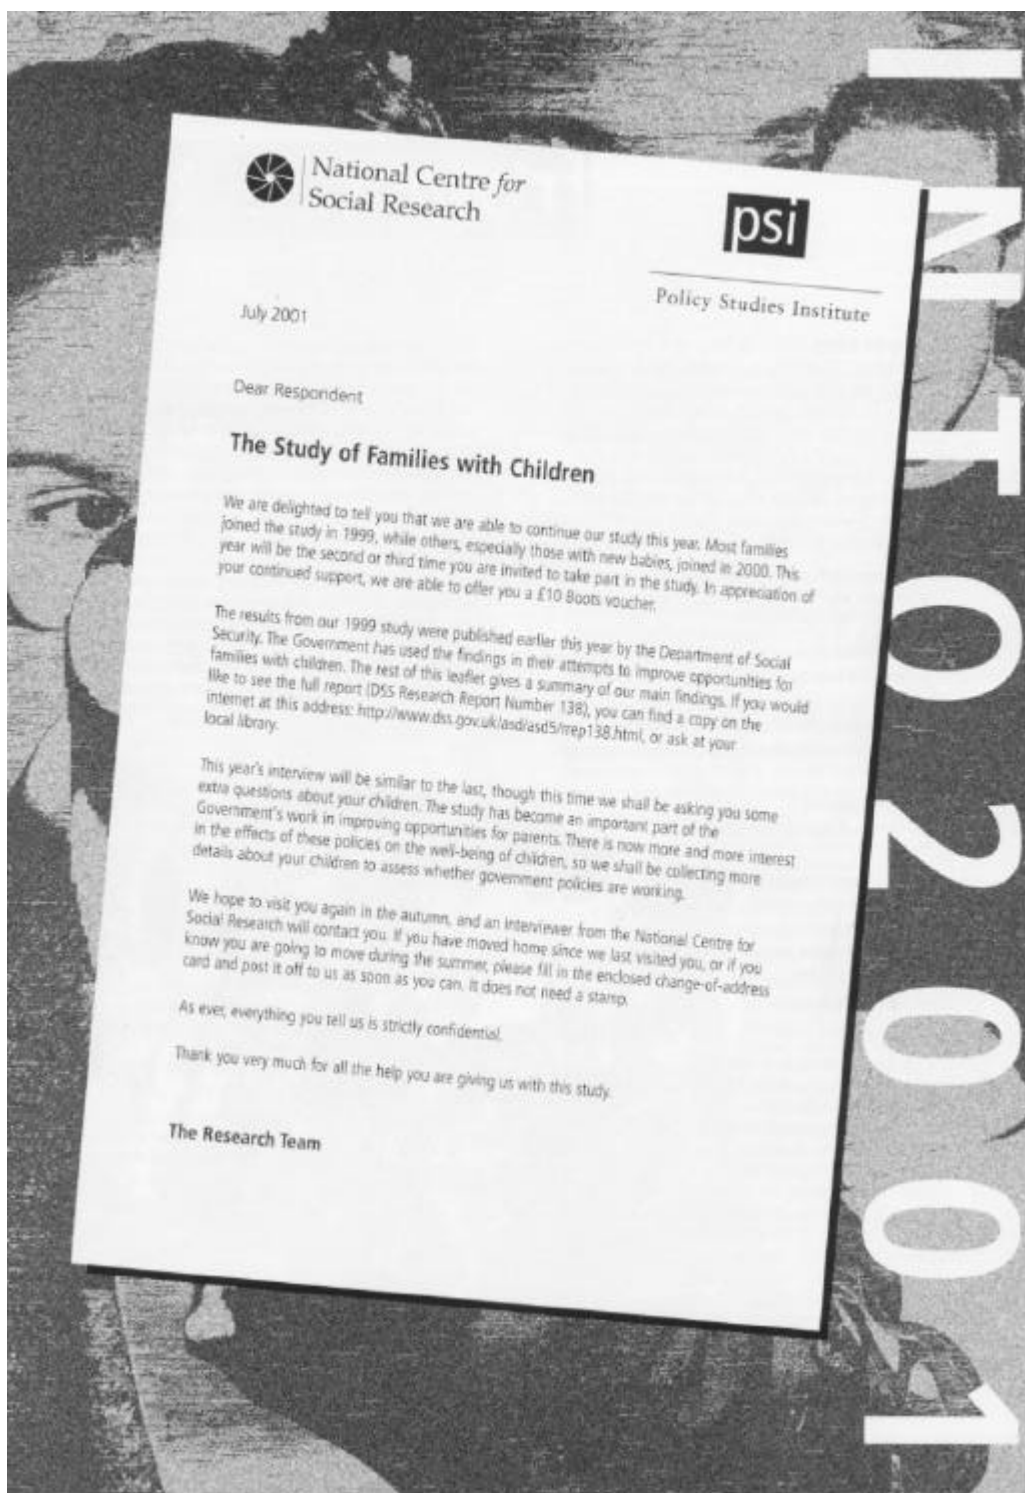 National Centre for
Social Research
psi
Policy Studies Institute
July 2001
Dear Respondent
The Study of Families with Children
We are delighted to tell you that we are able to continue our study this year. Most families
joined the study in 1999, while others, especially those with new babies, joined in 2000. This
year will be the second or third time you are invited to take part in the study. In appreciation of
your continued support, we are able to offer you a £10 Boots voucher.
The results from our 1999 study were published earlier this year by the Department of Social
Security. The Government has used the findings in their attempts to improve opportunities for
families with children. The rest of this leaflet gives a summary of our main findings. If you would
like to see the full report (DSS Research Report Number 138), you can find a copy on the
internet at this address: http://www.dss.gov.uk/asd/asd5/rrep138.html, or ask at your
local library.
This year's interview will be similar to the last, though this time we shall be asking you some
extra questions about your children. The study has become an important part of the
Government's work in improving opportunities for parents. There is now more and more interest
in the effects of these policies on the well-being of children, so we shall be collecting more
details about your children to assess whether government policies are working.
We hope to visit you again in the autumn, and an Interviewer from the National Centre for
Social Research will contact you. If you have moved home since we last visited you, or if you
know you are going to move during the summer, please fill in the enclosed change-of-address
card and post it off to us as soon as you can. It does not need a stamp.
As ever, everything you tell us is strictly confidential.
Thank you very much for all the help you are giving us with this study.
The Research Team
INTO 2001